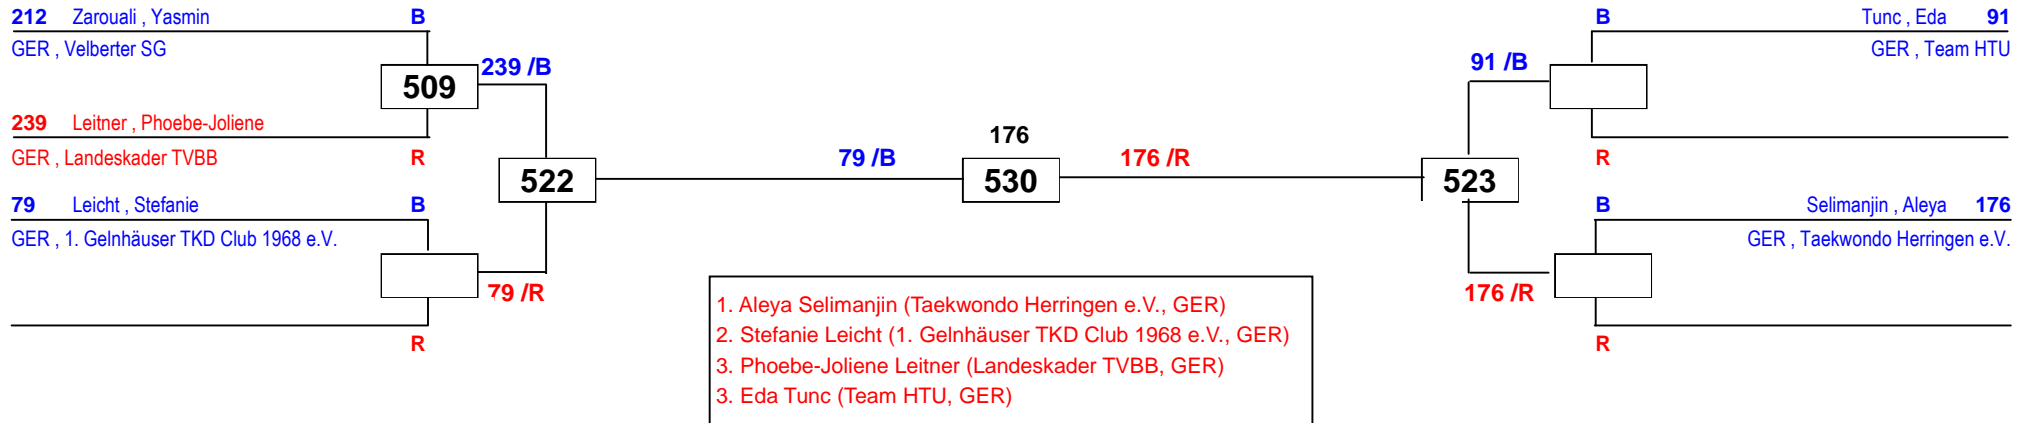 212 Zarouali , Yasmin B
GER , Velberter SG
509
239 /B
239 Leitner , Phoebe-Joliene
GER , Landeskader TVBB R
522
79 Leicht , Stefanie B
GER , 1. Gelnhäuser TKD Club 1968 e.V.
79 /R
R
79 /B
176
530
176 /R
B Tunc , Eda 91
GER , Team HTU
91 /B
R
523
B Selimanjin , Aleya 176
GER , Taekwondo Herringen e.V.
176 /R
R
1. Aleya Selimanjin (Taekwondo Herringen e.V., GER)
2. Stefanie Leicht (1. Gelnhäuser TKD Club 1968 e.V., GER)
3. Phoebe-Joliene Leitner (Landeskader TVBB, GER)
3. Eda Tunc (Team HTU, GER)